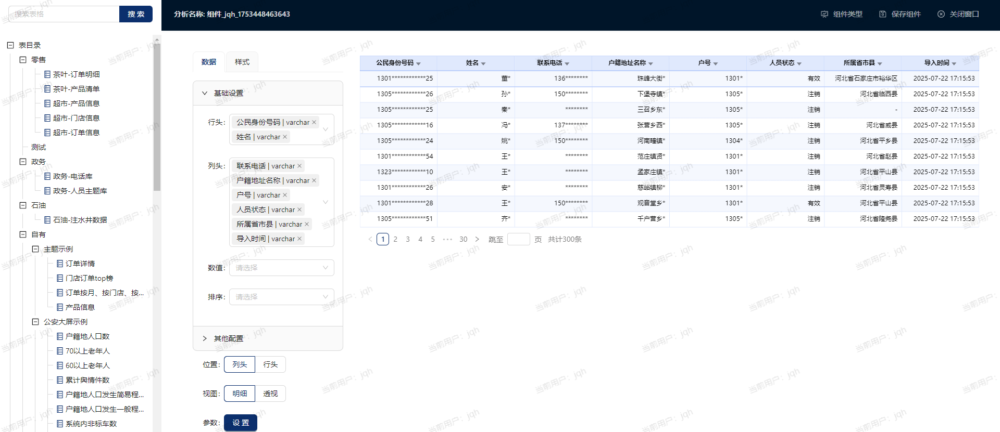 搜索表格
搜 索
分析名称: 组件_jqh_1753448463643
组件类型
保存组件
关闭窗口
表目录
零售
茶叶-订单明细
茶叶-产品清单
超市-产品信息
超市-门店信息
超市-订单信息
测试
政务
政务-电话库
政务-人员主题库
石油
石油-注水井数据
自有
主题示例
订单详情
门店订单top榜
订单按月、按门店、按...
产品信息
公安大屏示例
户籍地人口数
70以上老年人
60以上老年人
累计舆情件数
户籍地人口发生简易程...
户籍地人口发生一般程...
系统内非标车数
数据
样式
基础设置
行头:
公民身份号码 | varchar
姓名 | varchar
列头:
联系电话 | varchar
户籍地址名称 | varchar
户号 | varchar
人员状态 | varchar
所属省市县 | varchar
导入时间 | varchar
数值:
请选择
排序:
请选择
其他配置
位置:
列头
行头
视图:
明细
透视
参数:
设 置
公民身份号码 姓名 联系电话 户籍地址名称 户号 人员状态 所属省市县 导入时间
1301************25 董* 136******** 珠峰大街* 1301* 有效 河北省石家庄市裕华区 2025-07-22 17:15:53
1305************26 孙* 150******** 下堡寺镇* 1305* 注销 河北省临西县 2025-07-22 17:15:53
1305************25 秦* ******** 三召乡东* 1305* 注销 - 2025-07-22 17:15:53
1305************16 冯* 137******** 张营乡西* 1305* 注销 河北省威县 2025-07-22 17:15:53
1305************24 姚* 150******** 河南疃镇* 1304* 注销 河北省平乡县 2025-07-22 17:15:53
1301************54 王* ******** 范庄镇贤* 1301* 注销 河北省赵县 2025-07-22 17:15:53
1323************10 王* ******** 孟家庄镇* 1301* 注销 河北省平山县 2025-07-22 17:15:53
1301************26 安* ******** 慈峪镇柳* 1301* 注销 河北省灵寿县 2025-07-22 17:15:53
1301************28 王* 150******** 观音堂乡* 1301* 有效 河北省平山县 2025-07-22 17:15:53
1305************51 齐* ******** 千户营乡* 1305* 注销 河北省隆尧县 2025-07-22 17:15:53
1 2 3 4 5 ••• 30 跳至 页 共计300条
当前用户：jqh